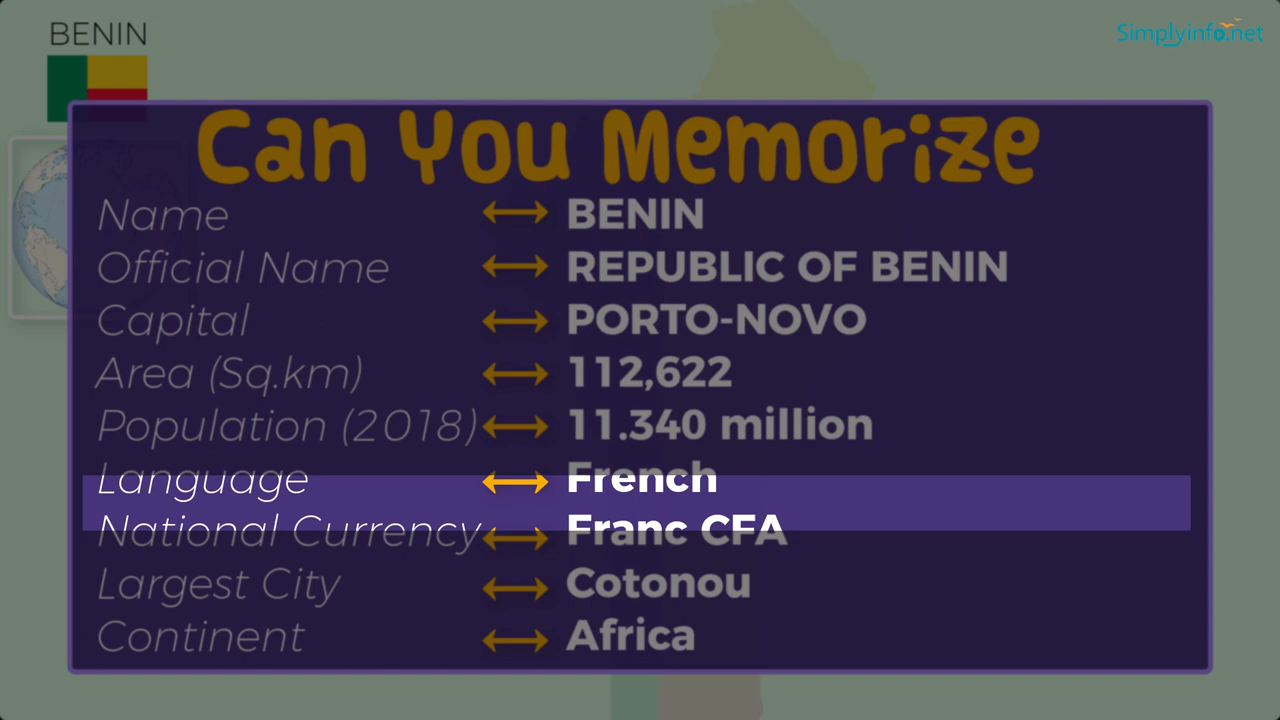 BENIN
Simplyinfo.net
Can You Memorize
Name ↔ BENIN
Official Name ↔ REPUBLIC OF BENIN
Capital ↔ PORTO-NOVO
Area (Sq.km) ↔ 112,622
Population (2018) ↔ 11.340 million
Language ↔ French
National Currency ↔ Franc CFA
Largest City ↔ Cotonou
Continent ↔ Africa